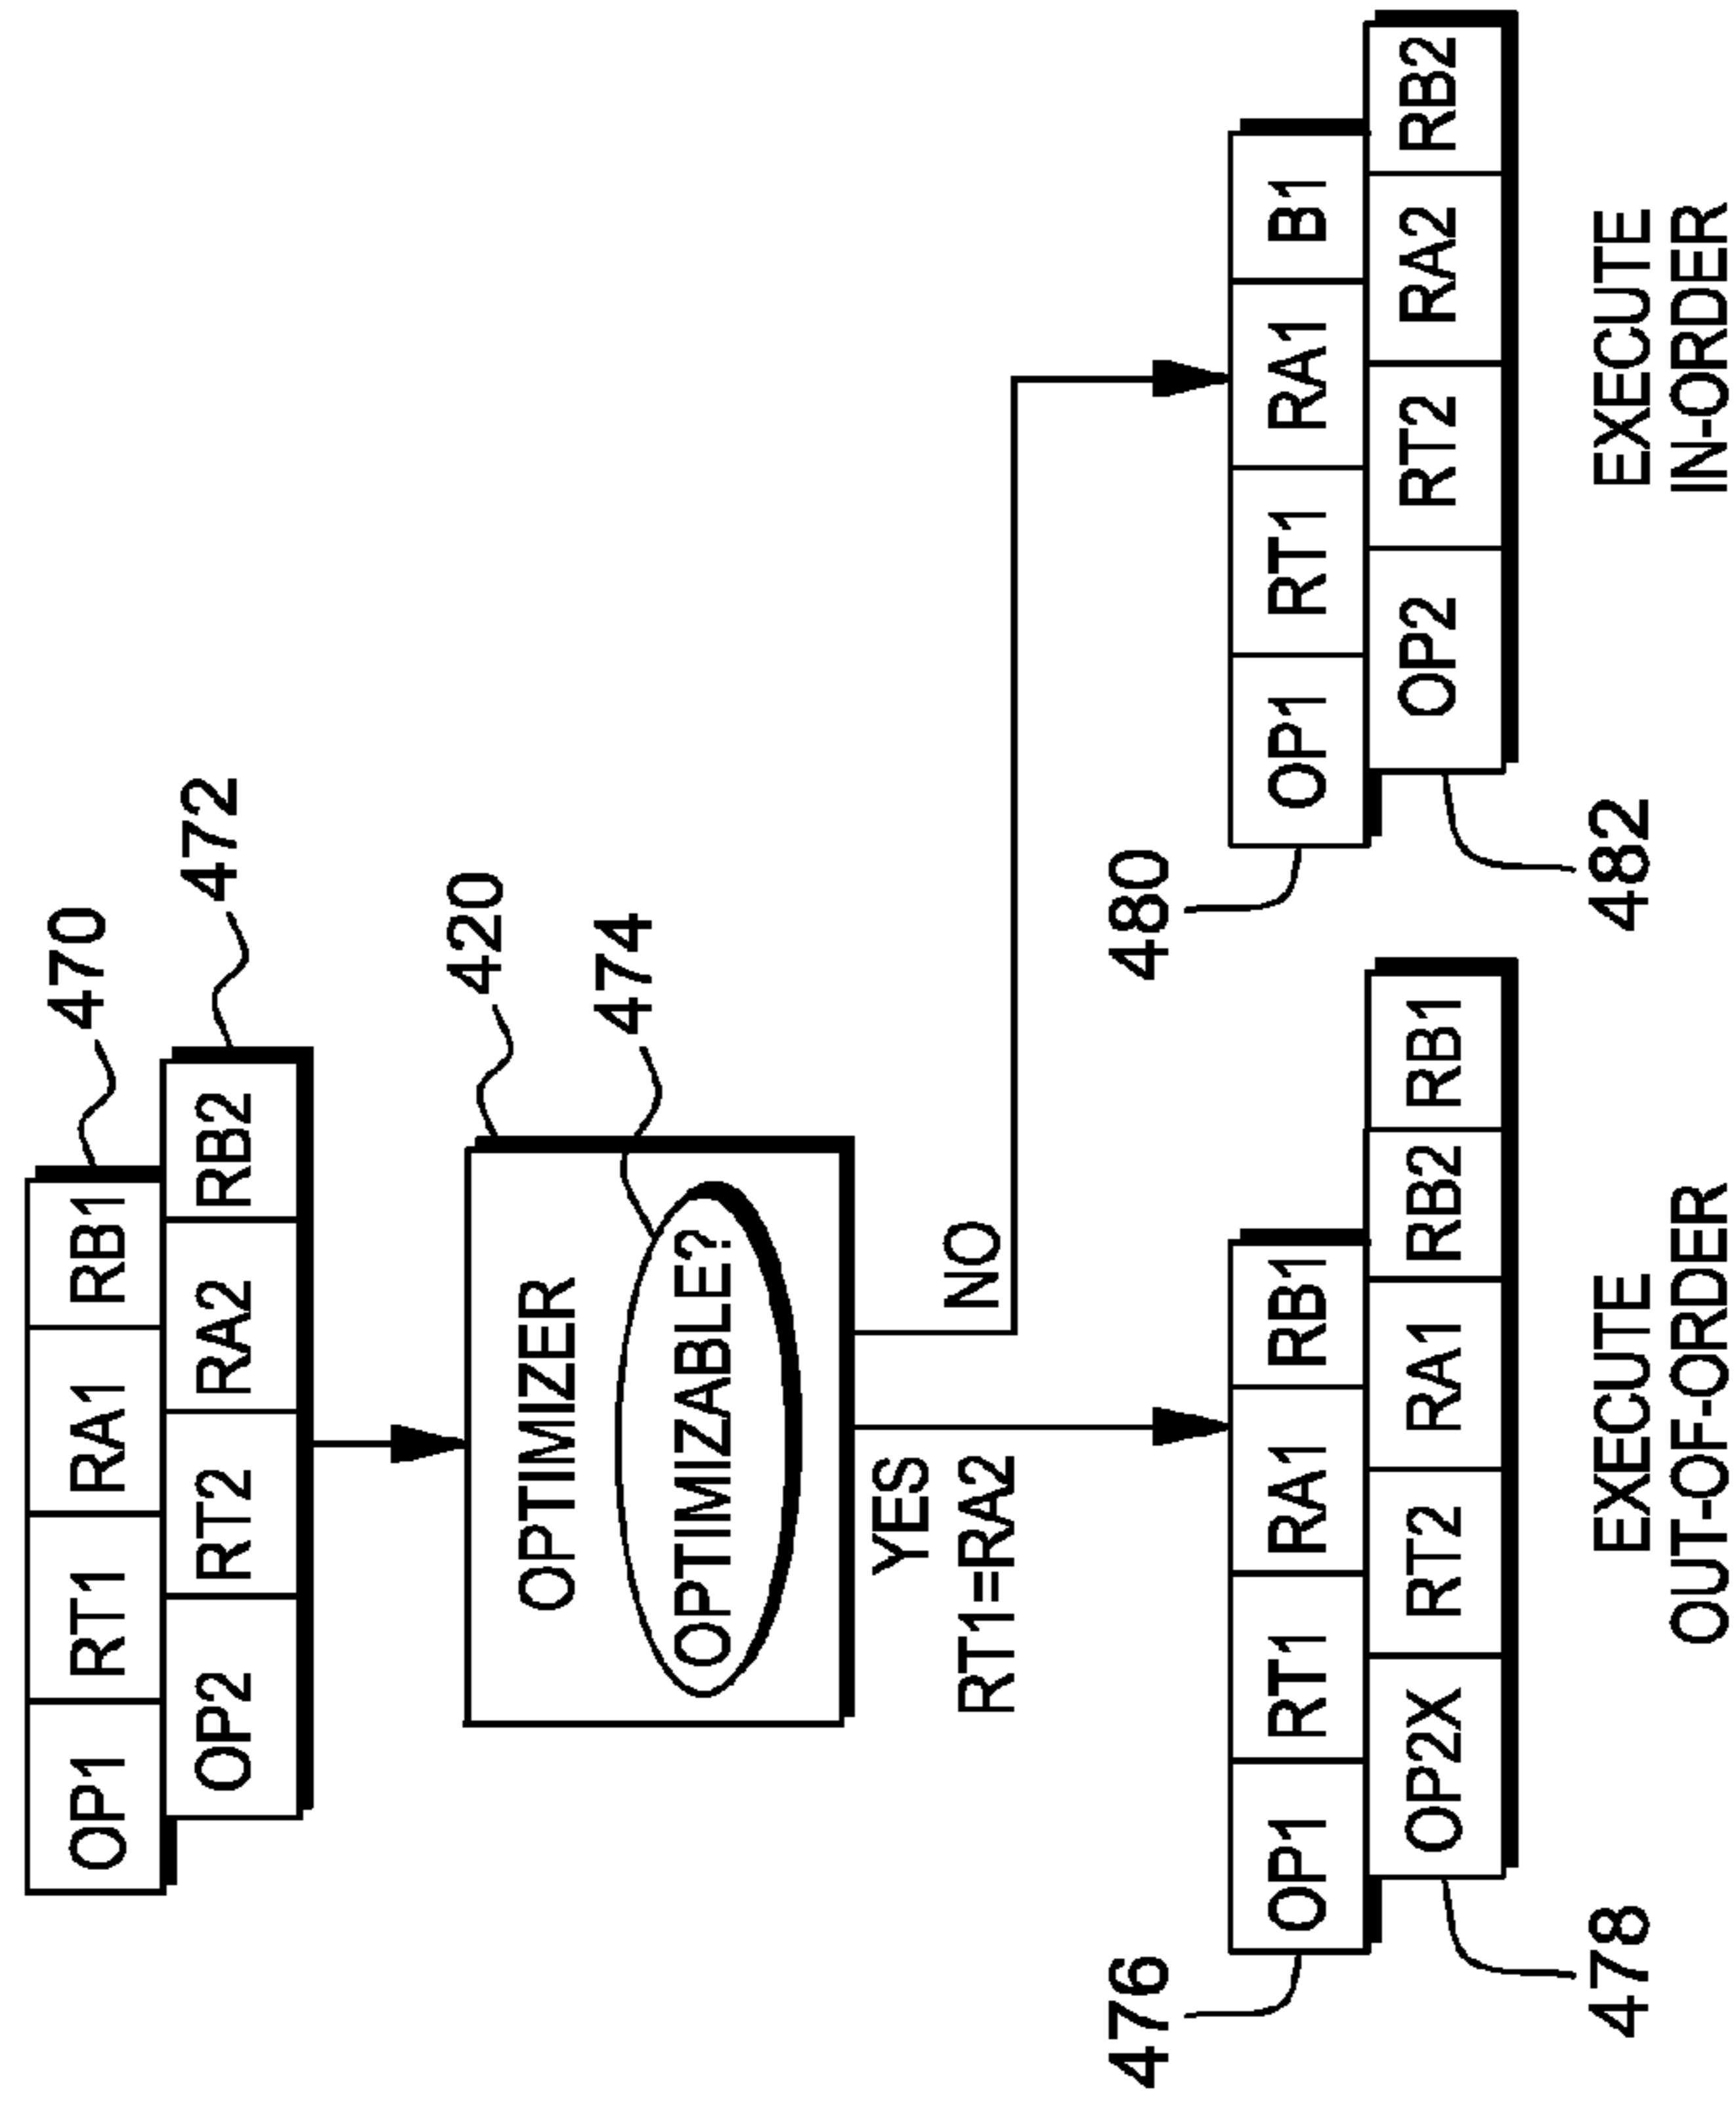 OP1 RT1 RA1 RB1 470
OP2 RT2 RA2 RB2 472
OPTIMIZER 420
OPTIMIZABLE? 474
YES NO
RT1=RA2
476 480
OP1 RT1 RA1 RB1 OP1 RT1 RA1 B1
OP2X RT2 RA1 RB2 RB1 OP2 RT2 RA2 RB2
478 EXECUTE 482 EXECUTE
OUT-OF-ORDER IN-ORDER